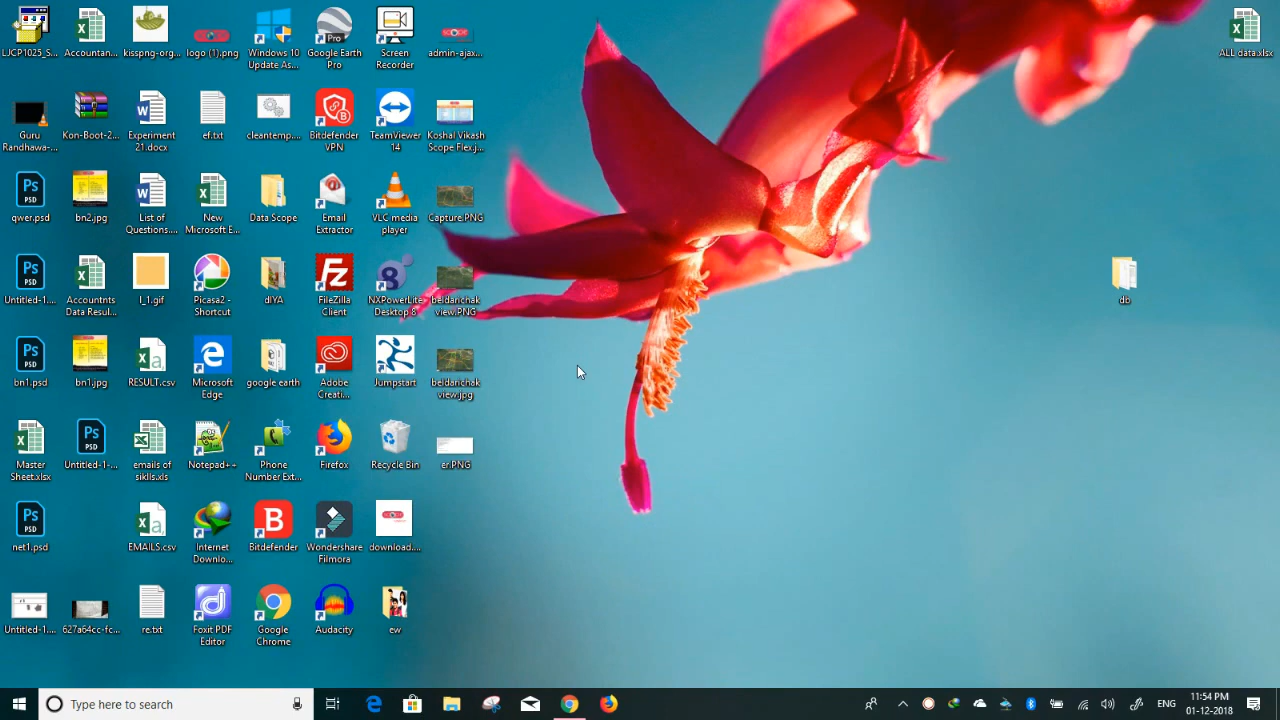 LJCP1025_S...
Accountan...
kisspng-org...
logo (1).png
Windows 10
Update As...
Google Earth
Pro
Screen
Recorder
admin-ajax...
ALL data.xlsx
Guru
Randhawa-...
Kon-Boot-2...
Experiment
21.docx
ef.txt
cleantemp....
Bitdefender
VPN
TeamViewer
14
Koshal Vikash
Scope Flex.j...
qwer.psd
bn2.jpg
List of
Questions....
New
Microsoft E...
Data Scope
Email
Extractor
VLC media
player
Capture.PNG
Untitled-1....
Accountnts
Data Resul...
l_1.gif
Picasa2 -
Shortcut
dIYA
FileZilla
Client
NXPowerLite
Desktop 8
beldarichak
view.PNG
db
bn1.psd
bn1.jpg
RESULT.csv
Microsoft
Edge
google earth
Adobe
Creati...
Jumpstart
beldarichak
view.jpg
Master
Sheet.xlsx
Untitled-1-...
emails of
siklls.xls
Notepad++
Phone
Number Ext...
Firefox
Recycle Bin
er.PNG
net1.psd
EMAILS.csv
Internet
Downlo...
Bitdefender
Wondershare
Filmora
download....
Untitled-1....
627a64cc-fc...
re.txt
Foxit PDF
Editor
Google
Chrome
Audacity
ew
Type here to search
ENG
11:54 PM
01-12-2018